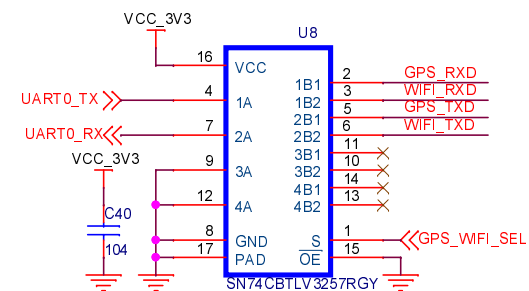 VCC_3V3
U8
16 VCC
1B1 2 GPS_RXD
UART0_TX 4 1A
1B2 3 WIFI_RXD
2B1 5 GPS_TXD
UART0_RX 7 2A
2B2 6 WIFI_TXD
3B1 11
VCC_3V3
9 3A
3B2 10
4B1 14
12 4A
4B2 13
C40
8 GND
S 1 GPS_WIFI_SEL
104
17 PAD
OE 15
SN74CBTLV3257RGY